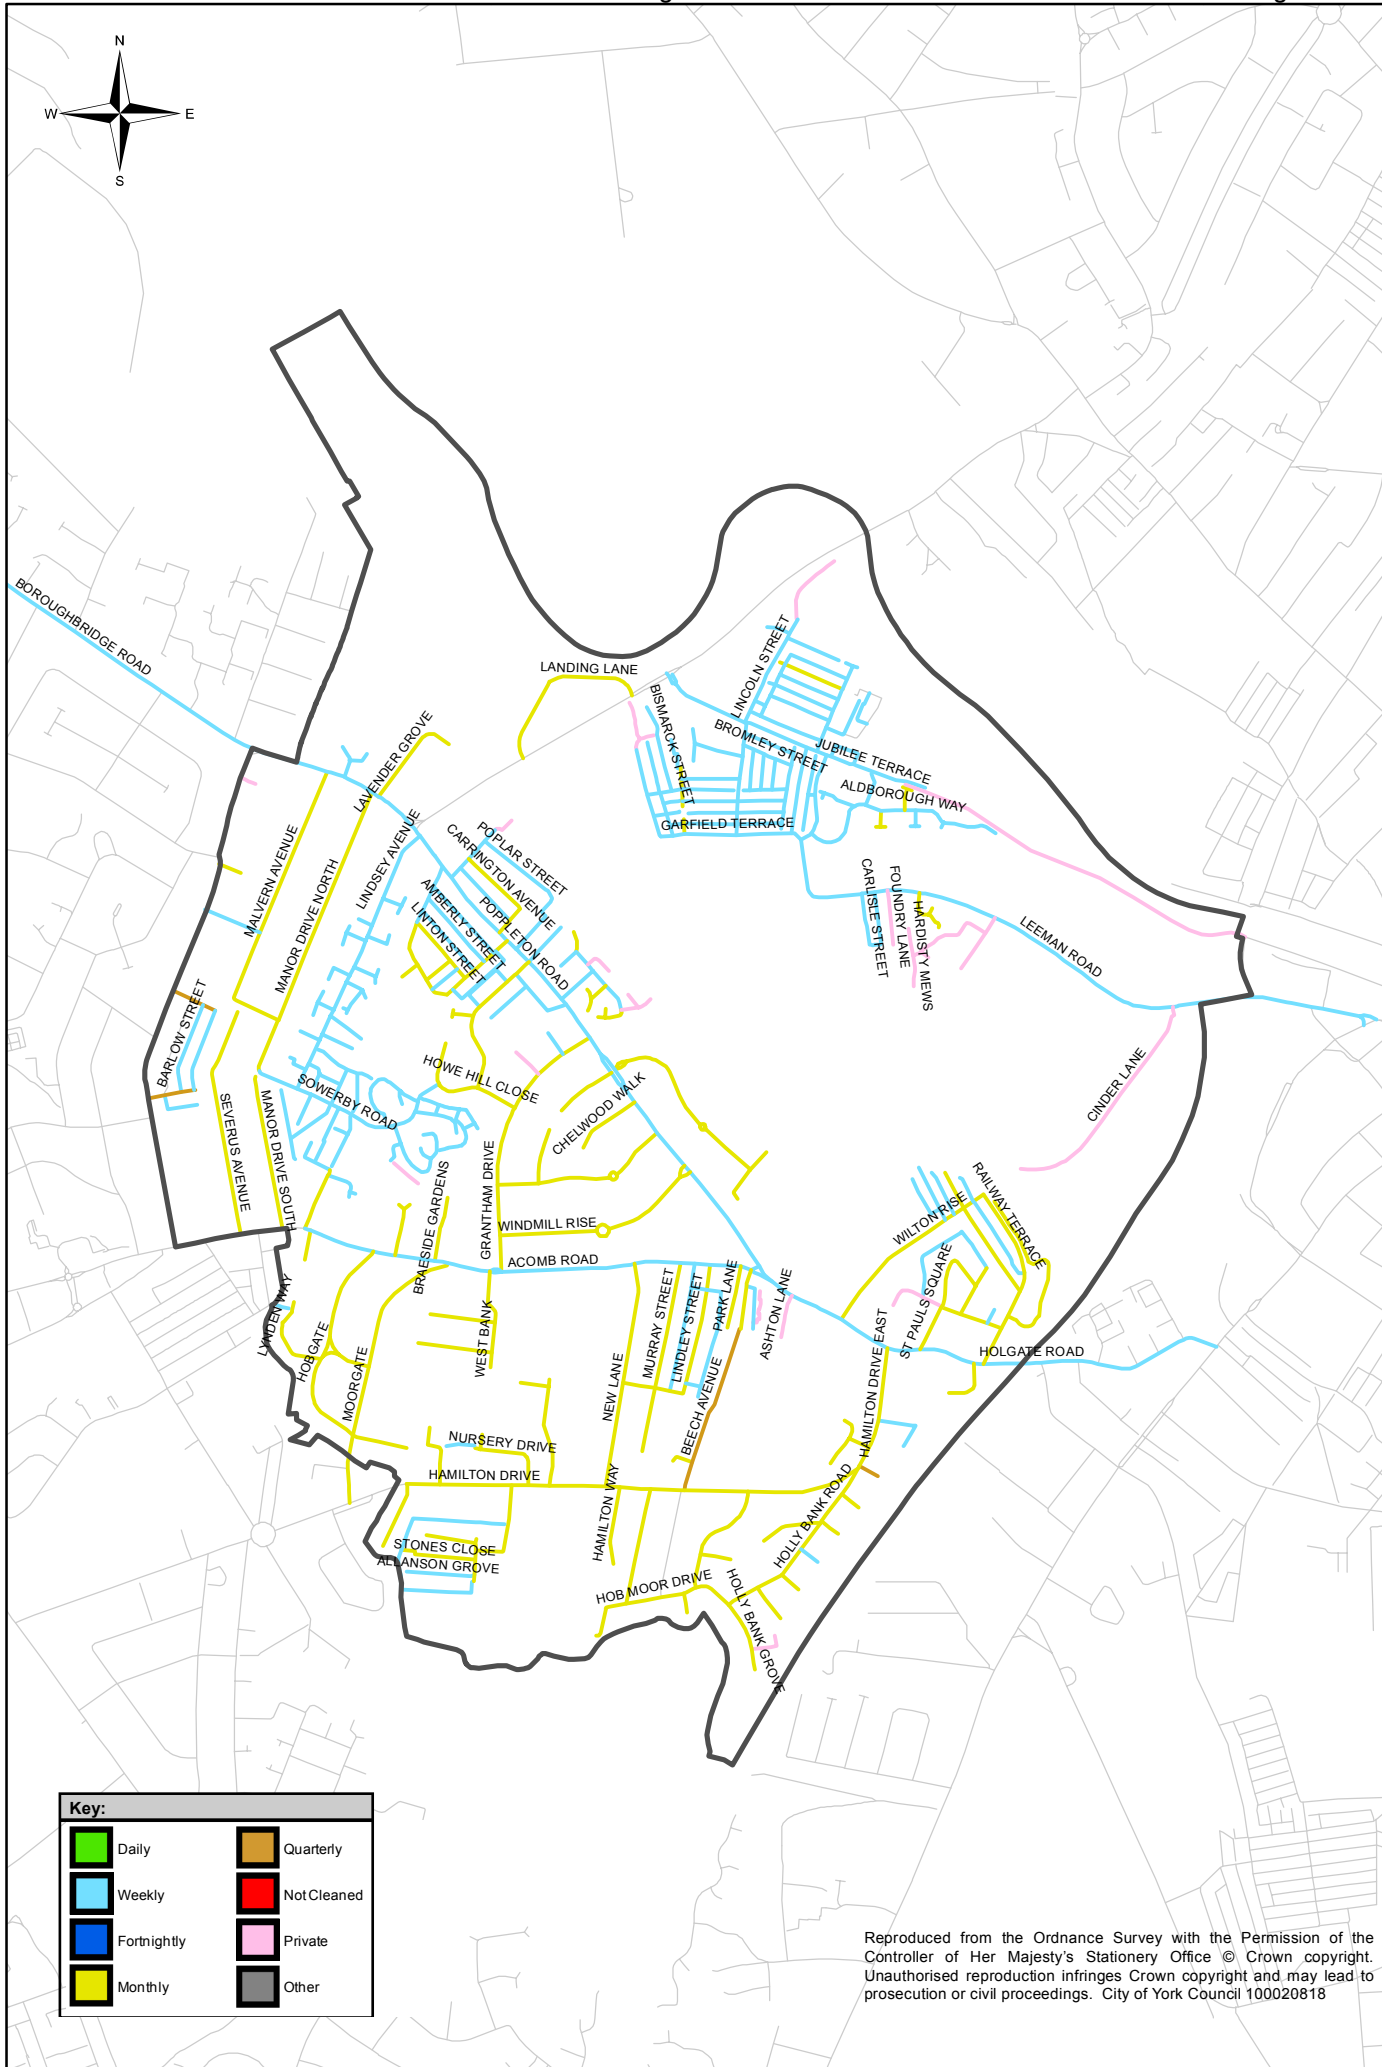 N
W
E
S
BOROUGHBRIDGE ROAD
LANDING LANE
LINCOLN STREET
BISMARCK STREET
BROMLEY STREET
JUBILEE TERRACE
ALDBOROUGH WAY
GARFIELD TERRACE
LAVENDER GROVE
LINDSEY AVENUE
MALVERN AVENUE
MANOR DRIVE NORTH
POPLAR STREET
CARRINGTON AVENUE
AMBERLY STREET
POPPLETON ROAD
LINTON STREET
CARLISLE STREET
FOUNDRY LANE
HARDISTY MEWS
LEEMAN ROAD
CINDER LANE
BARLOW STREET
SEVERUS AVENUE
MANOR DRIVE SOUTH
SOWERBY ROAD
HOWE HILL CLOSE
CHELWOOD WALK
BRAESIDE GARDENS
GRANTHAM DRIVE
WINDMILL RISE
ACOMB ROAD
WILTON RISE
RAILWAY TERRACE
ST PAULS SQUARE
HOLGATE ROAD
LYNDEN WAY
HOBGATE
MOORGATE
WEST BANK
NEW LANE
MURRAY STREET
LINDLEY STREET
PARK LANE
ASHTON LANE
BEECH AVENUE
HAMILTON DRIVE EAST
NURSERY DRIVE
HAMILTON DRIVE
HAMILTON WAY
HOLLY BANK ROAD
STONES CLOSE
ALLANSON GROVE
HOB MOOR DRIVE
HOLLY BANK GROVE
Key:
Daily
Quarterly
Weekly
Not Cleaned
Fortnightly
Private
Monthly
Other
Reproduced from the Ordnance Survey with the Permission of the
Controller of Her Majesty's Stationery Office © Crown copyright.
Unauthorised reproduction infringes Crown copyright and may lead to
prosecution or civil proceedings. City of York Council 100020818